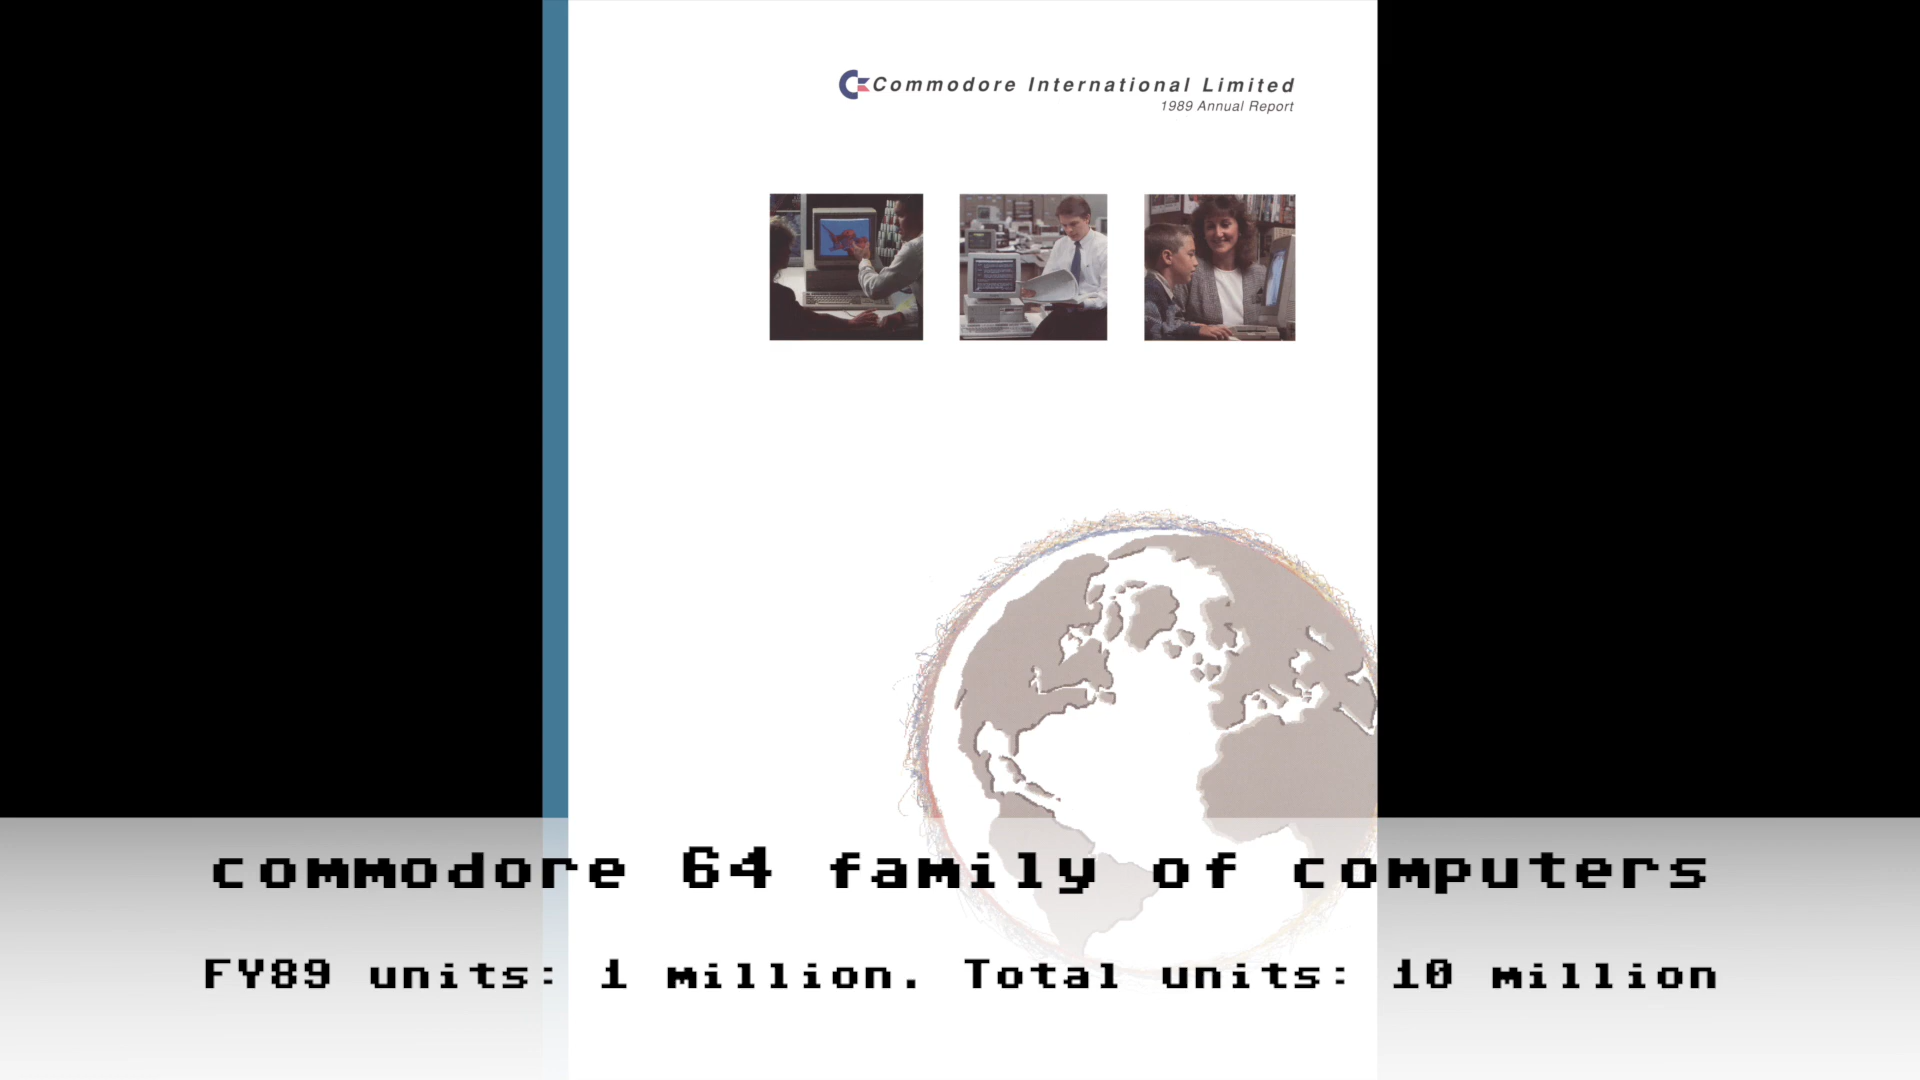 Commodore International Limited
1989 Annual Report
commodore 64 family of computers
FY89 units: 1 million. Total units: 10 million